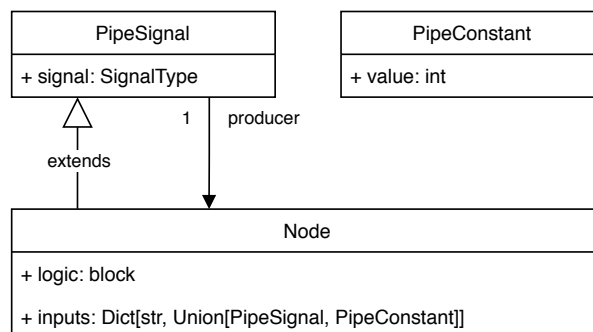 PipeSignal
+ signal: SignalType
PipeConstant
+ value: int
1 producer
extends
Node
+ logic: block
+ inputs: Dict[str, Union[PipeSignal, PipeConstant]]